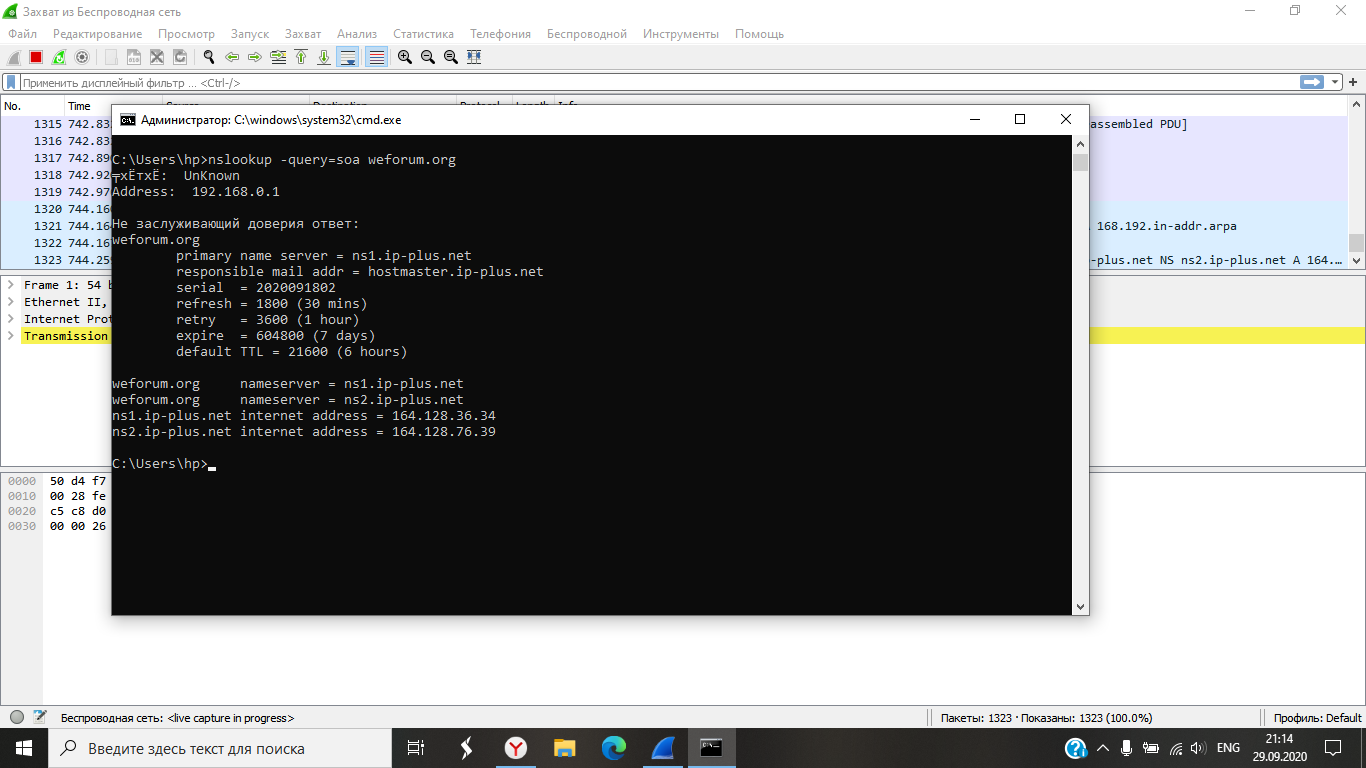 Захват из Беспроводная сеть
Файл Редактирование Просмотр Запуск Захват Анализ Статистика Телефония Беспроводной Инструменты Помощь
Применить дисплейный фильтр ... <Ctrl-/>
No. Time
1315 742.83 assembled PDU]
1316 742.83
1317 742.89
1318 742.92
1319 742.97
1320 744.16
1321 744.16 168.192.in-addr.arpa
1322 744.16
1323 744.25 -plus.net NS ns2.ip-plus.net A 164.…
Frame 1: 54 b
Ethernet II,
Internet Prot
Transmission
0000 50 d4 f7
0010 00 28 fe
0020 c5 c8 d0
0030 00 00 26
Администратор: C:\windows\system32\cmd.exe
C:\Users\hp>nslookup -query=soa weforum.org
╤хЁтхЁ: UnKnown
Address: 192.168.0.1
Не заслуживающий доверия ответ:
weforum.org
primary name server = ns1.ip-plus.net
responsible mail addr = hostmaster.ip-plus.net
serial = 2020091802
refresh = 1800 (30 mins)
retry = 3600 (1 hour)
expire = 604800 (7 days)
default TTL = 21600 (6 hours)
weforum.org nameserver = ns1.ip-plus.net
weforum.org nameserver = ns2.ip-plus.net
ns1.ip-plus.net internet address = 164.128.36.34
ns2.ip-plus.net internet address = 164.128.76.39
C:\Users\hp>
Беспроводная сеть: <live capture in progress>
Пакеты: 1323 · Показаны: 1323 (100.0%)
Профиль: Default
Введите здесь текст для поиска
ENG
21:14
29.09.2020